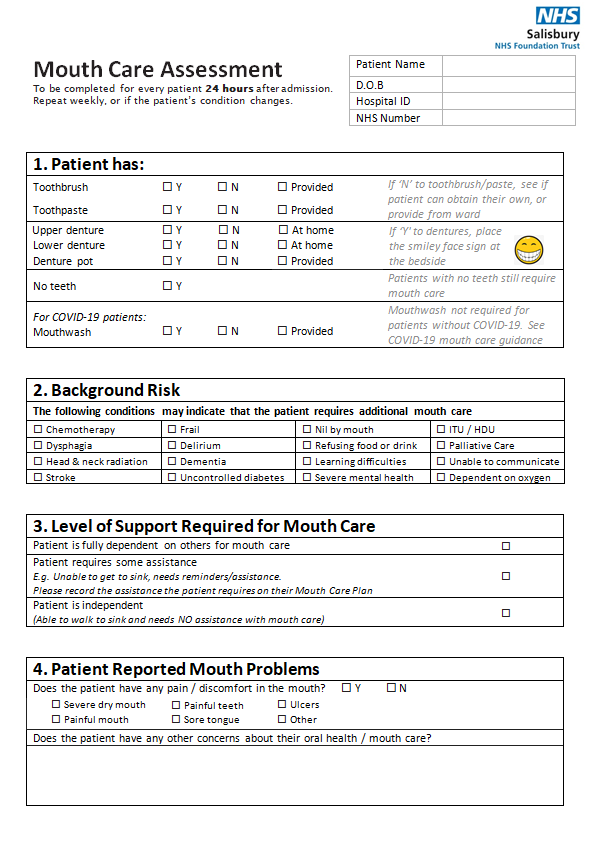 NHS
Salisbury
NHS Foundation Trust
Mouth Care Assessment
To be completed for every patient 24 hours after admission.
Repeat weekly, or if the patient's condition changes.
Patient Name
D.O.B
Hospital ID
NHS Number
1. Patient has:
Toothbrush ☐ Y ☐ N ☐ Provided
Toothpaste ☐ Y ☐ N ☐ Provided
If 'N' to toothbrush/paste, see if
patient can obtain their own, or
provide from ward
Upper denture ☐ Y ☐ N ☐ At home
Lower denture ☐ Y ☐ N ☐ At home
Denture pot ☐ Y ☐ N ☐ Provided
If 'Y' to dentures, place
the smiley face sign at
the bedside
No teeth ☐ Y
Patients with no teeth still require
mouth care
For COVID-19 patients:
Mouthwash ☐ Y ☐ N ☐ Provided
Mouthwash not required for
patients without COVID-19. See
COVID-19 mouth care guidance
2. Background Risk
The following conditions may indicate that the patient requires additional mouth care
☐ Chemotherapy ☐ Frail ☐ Nil by mouth ☐ ITU / HDU
☐ Dysphagia ☐ Delirium ☐ Refusing food or drink ☐ Palliative Care
☐ Head & neck radiation ☐ Dementia ☐ Learning difficulties ☐ Unable to communicate
☐ Stroke ☐ Uncontrolled diabetes ☐ Severe mental health ☐ Dependent on oxygen
3. Level of Support Required for Mouth Care
Patient is fully dependent on others for mouth care ☐
Patient requires some assistance
E.g. Unable to get to sink, needs reminders/assistance. ☐
Please record the assistance the patient requires on their Mouth Care Plan
Patient is independent
(Able to walk to sink and needs NO assistance with mouth care) ☐
4. Patient Reported Mouth Problems
Does the patient have any pain / discomfort in the mouth? ☐ Y ☐ N
☐ Severe dry mouth ☐ Painful teeth ☐ Ulcers
☐ Painful mouth ☐ Sore tongue ☐ Other
Does the patient have any other concerns about their oral health / mouth care?